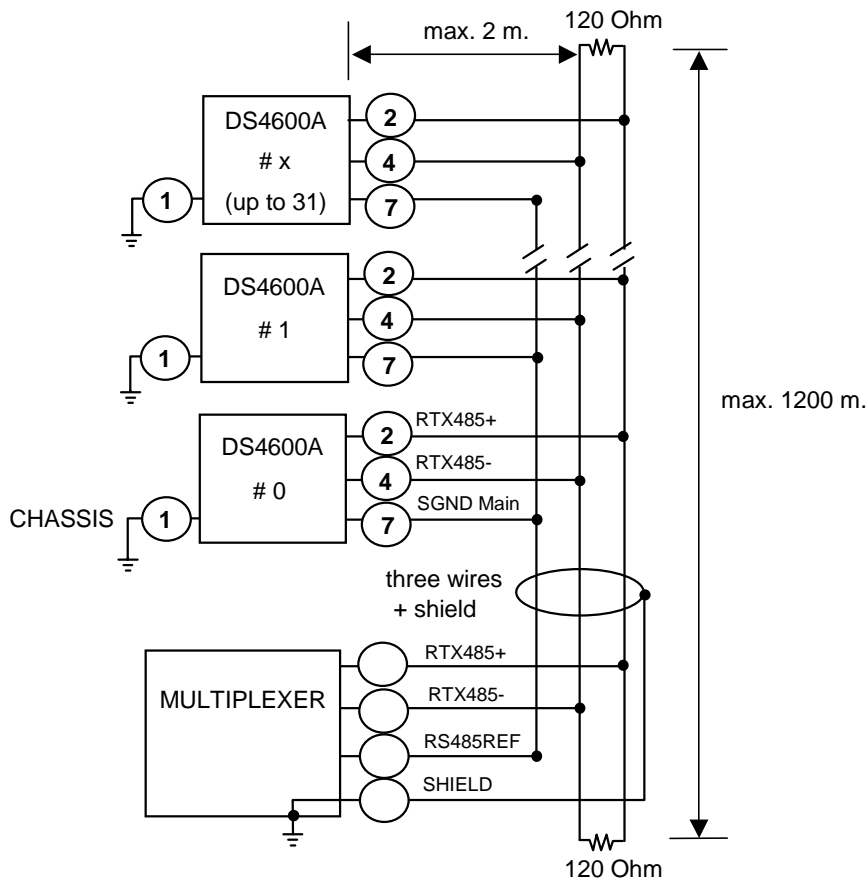 120 Ohm
max. 2 m.
DS4600A
# x
(up to 31)
2
4
7
1
DS4600A
# 1
2
4
7
1
max. 1200 m.
DS4600A
# 0
2
RTX485+
4
RTX485-
7
SGND Main
CHASSIS
1
three wires
+ shield
MULTIPLEXER
RTX485+
RTX485-
RS485REF
SHIELD
120 Ohm